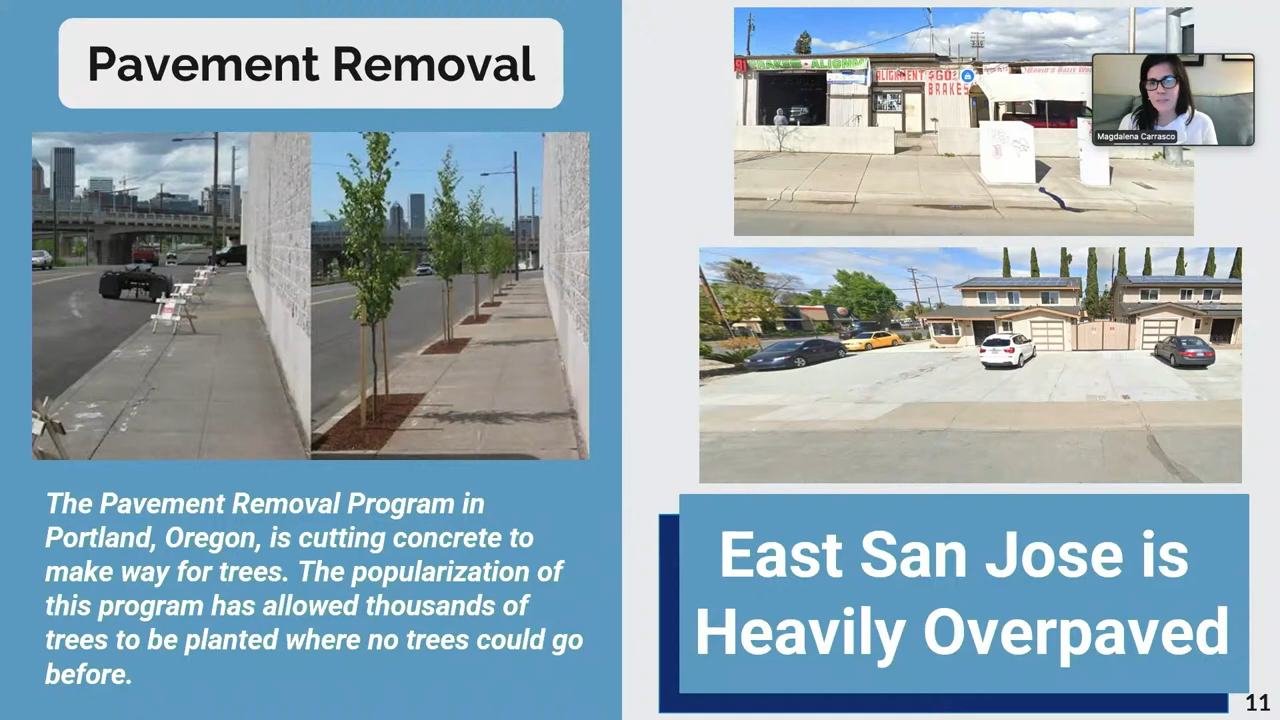 Pavement Removal
The Pavement Removal Program in
Portland, Oregon, is cutting concrete to
make way for trees. The popularization of
this program has allowed thousands of
trees to be planted where no trees could go
before.
ALIGNMENT
BRAKES
Magdalena Carrasco
East San Jose is
Heavily Overpaved
11